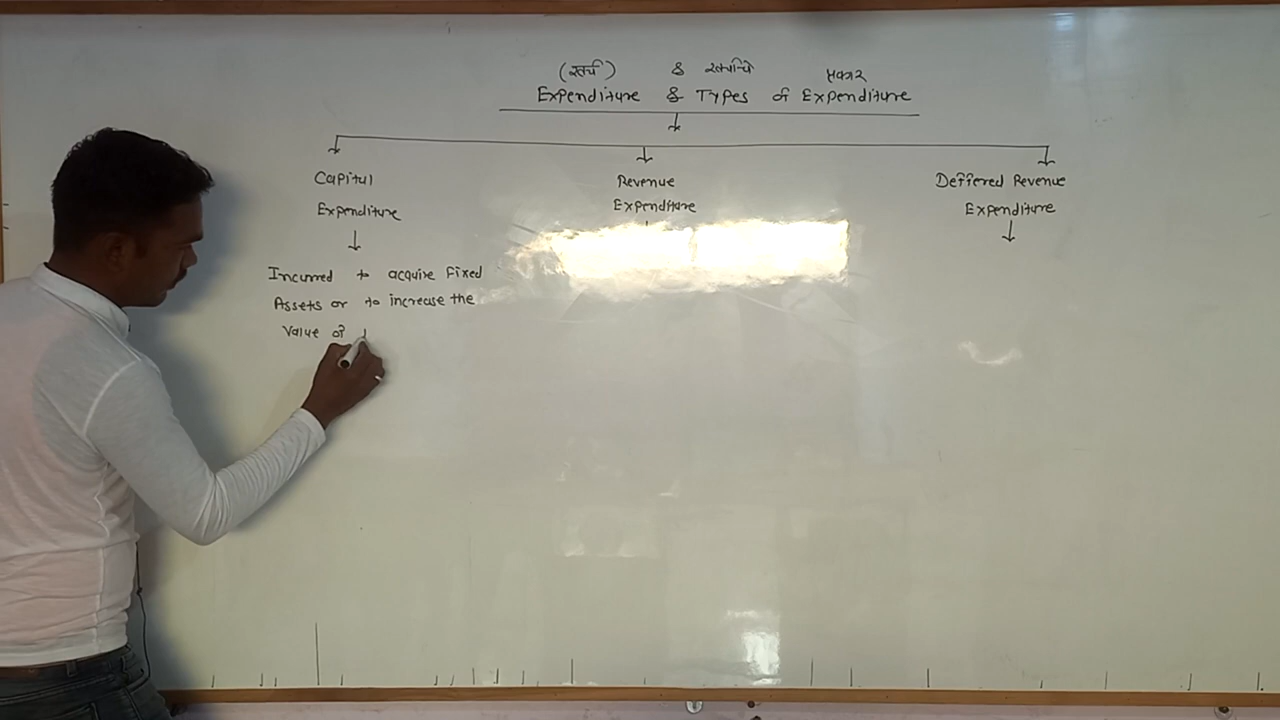 (खर्च) & खर्चाचे प्रकार
Expenditure & Types of Expenditure
Capital
Expenditure
Incurred to acquire Fixed
Assets or to increase the
Value of
Revenue
Expenditure
Deffered Revenue
Expenditure